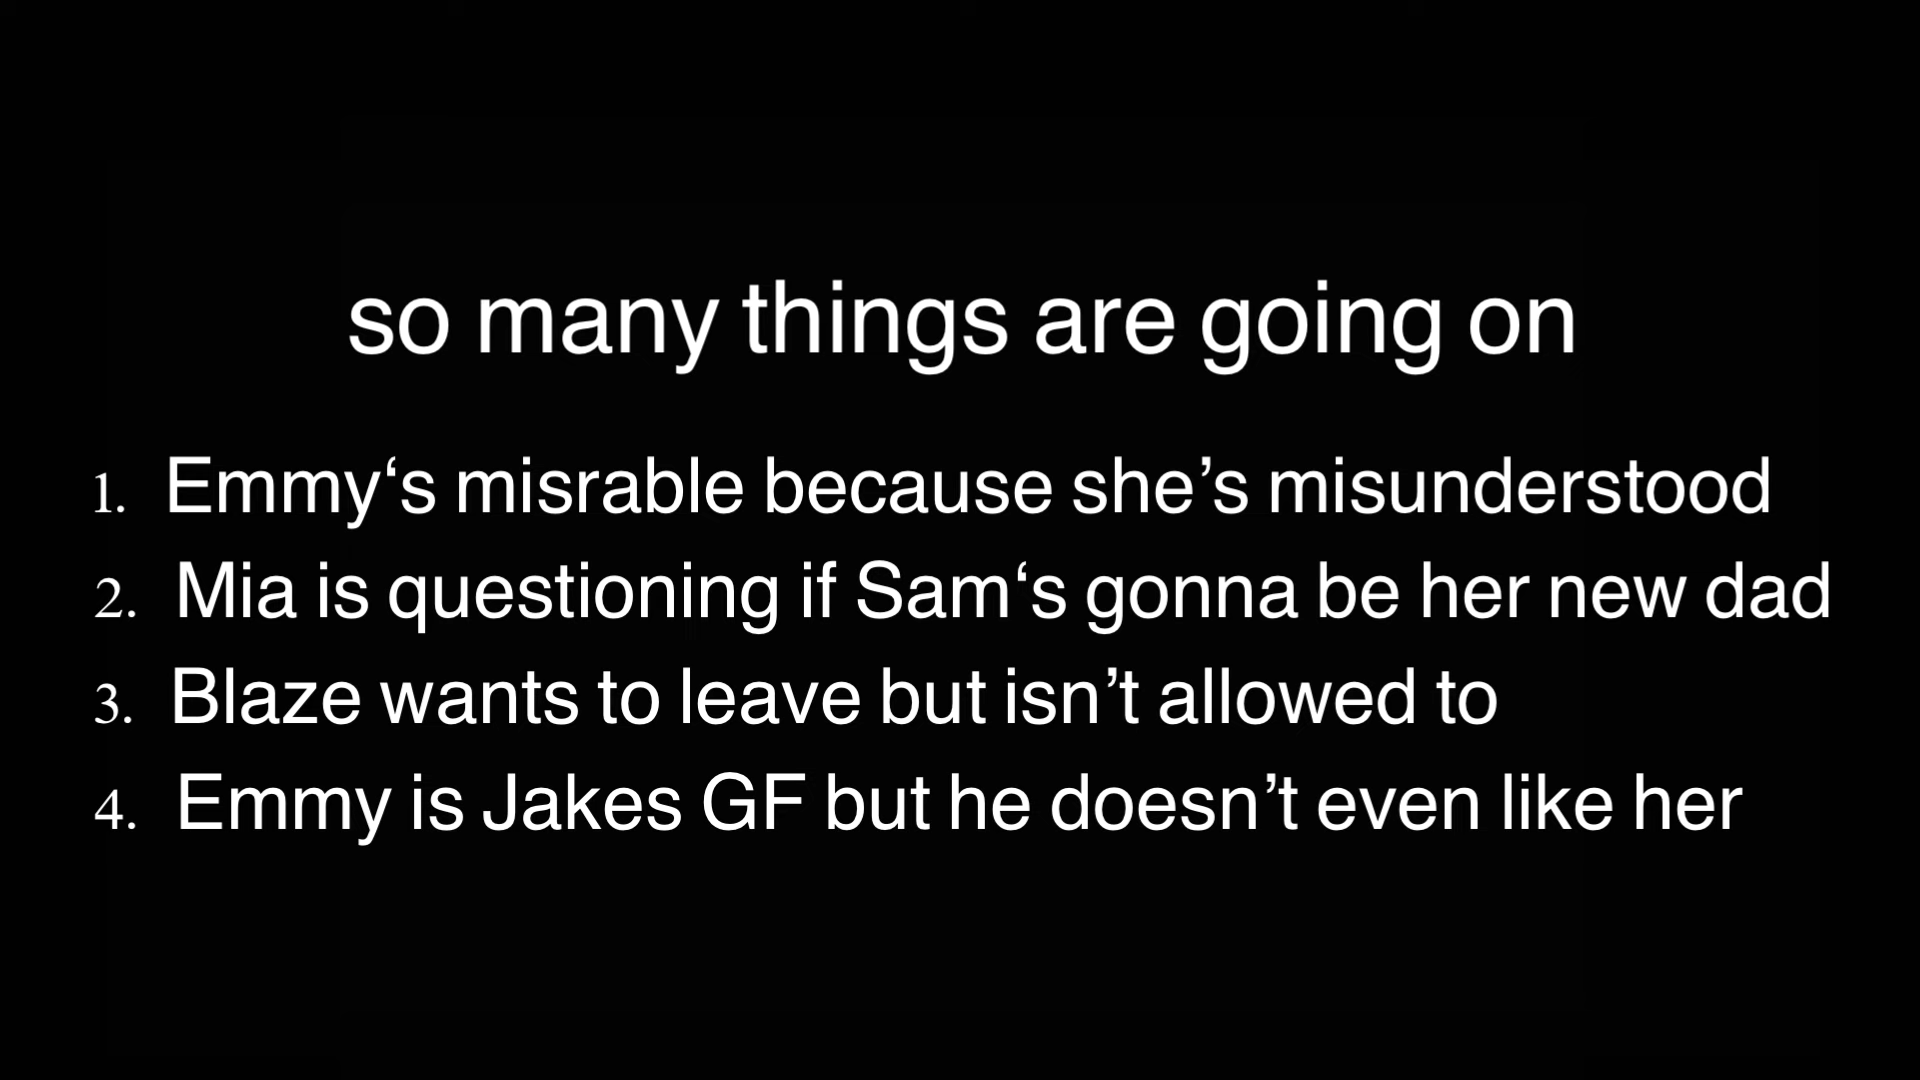 so many things are going on
1. Emmy‘s misrable because she’s misunderstood
2. Mia is questioning if Sam‘s gonna be her new dad
3. Blaze wants to leave but isn’t allowed to
4. Emmy is Jakes GF but he doesn’t even like her